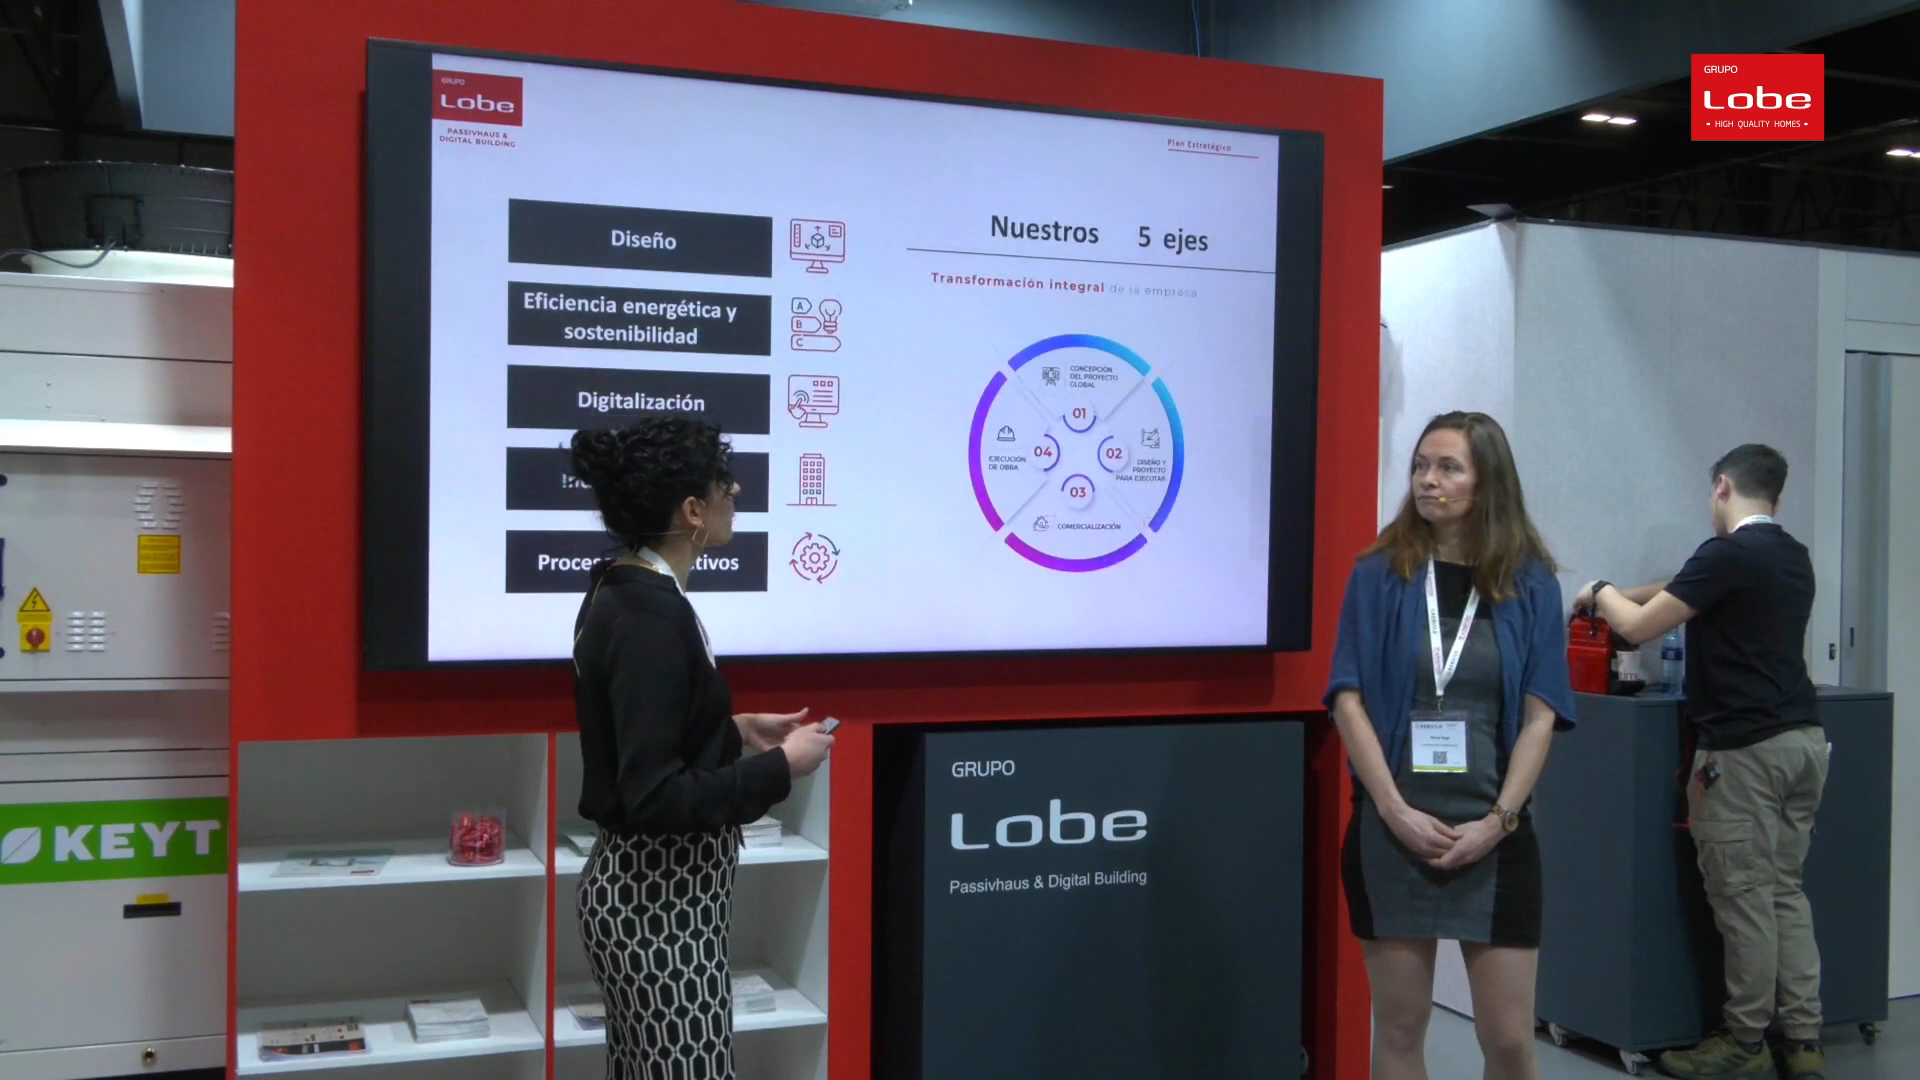 GRUPO
Lobe
PASSIVHAUS &
DIGITAL BUILDING
Plan Estratégico
Diseño
Eficiencia energética y
sostenibilidad
Digitalización
Nuestros 5 ejes
Transformación integral de la empresa
CONCEPCIÓN
DEL PROYECTO
GLOBAL
01
02
03
04
DISEÑO Y
PROYECTO
PARA EJECUTAR
COMERCIALIZACIÓN
EJECUCIÓN
DE OBRA
A
B
C
GRUPO
Lobe
• HIGH QUALITY HOMES •
KEYT
GRUPO
Lobe
Passivhaus & Digital Building